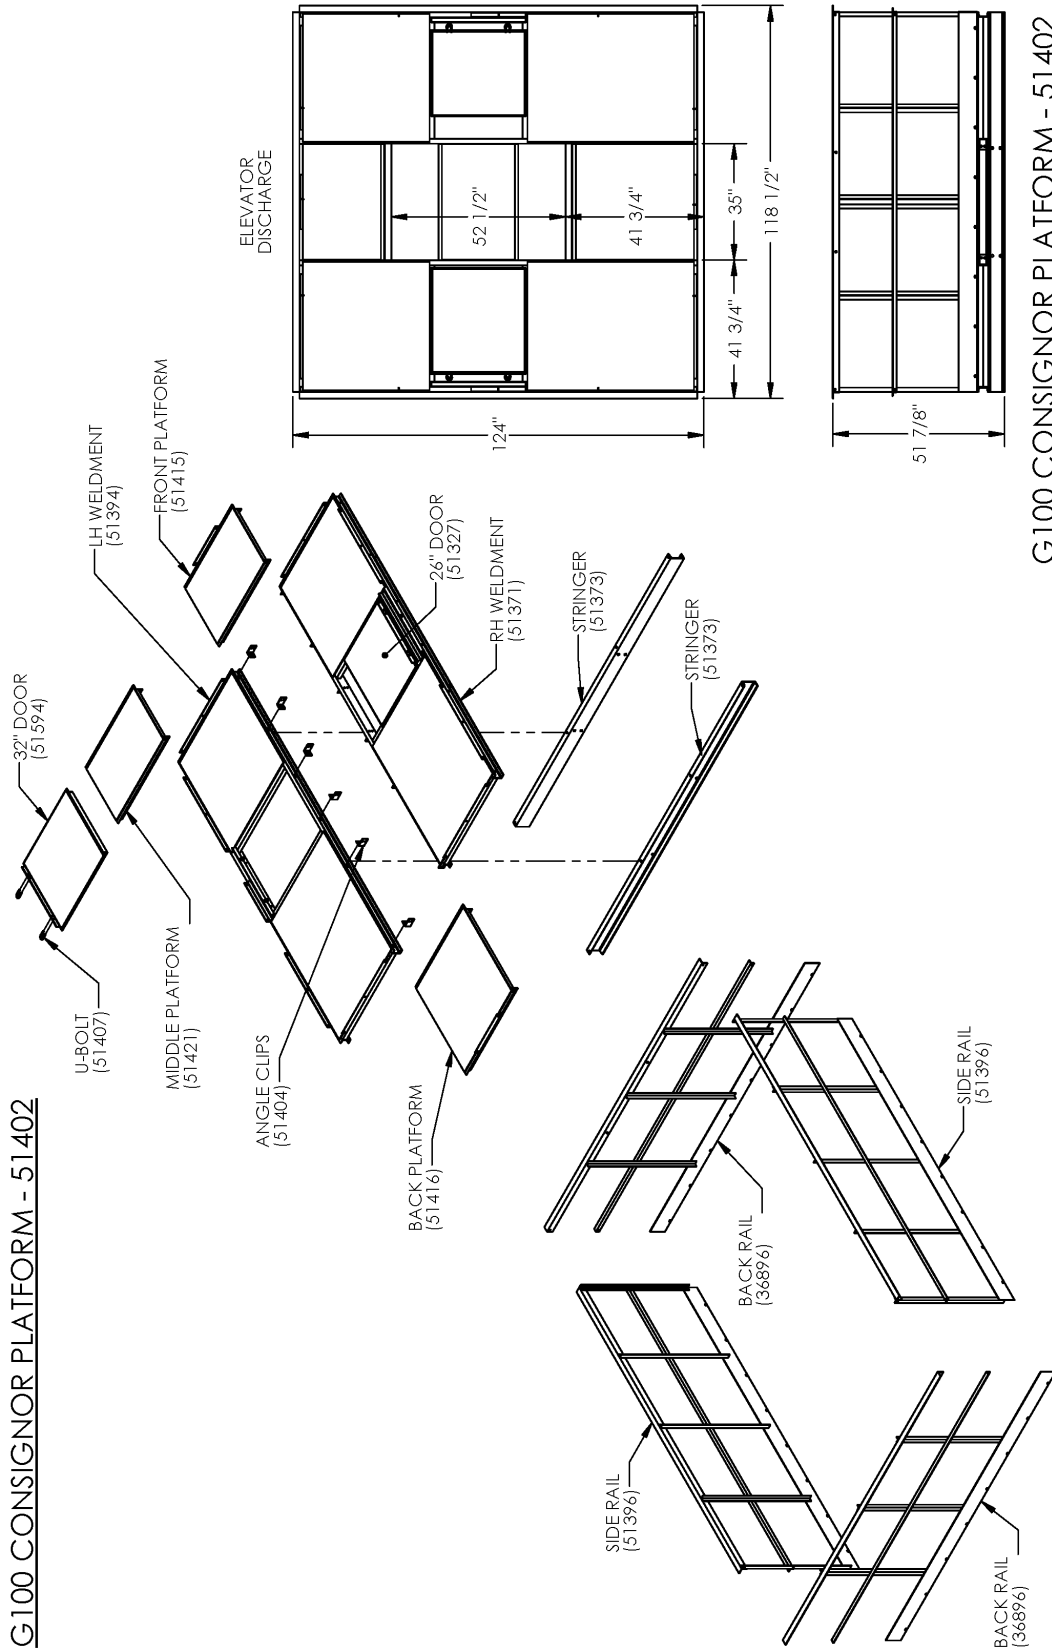 G100 CONSIGNOR PLATFORM - 51402
32" DOOR
(51594)
U-BOLT
(51407)
LH WELDMENT
(51394)
FRONT PLATFORM
(51415)
MIDDLE PLATFORM
(51421)
ANGLE CLIPS
(51404)
26" DOOR
(51327)
RH WELDMENT
(51371)
BACK PLATFORM
(51416)
STRINGER
(51373)
STRINGER
(51373)
SIDE RAIL
(51396)
BACK RAIL
(36896)
SIDE RAIL
(51396)
BACK RAIL
(36896)
ELEVATOR
DISCHARGE
52 1/2"
41 3/4"
41 3/4"
35"
118 1/2"
124"
51 7/8"
G100 CONSIGNOR PLATFORM - 51402